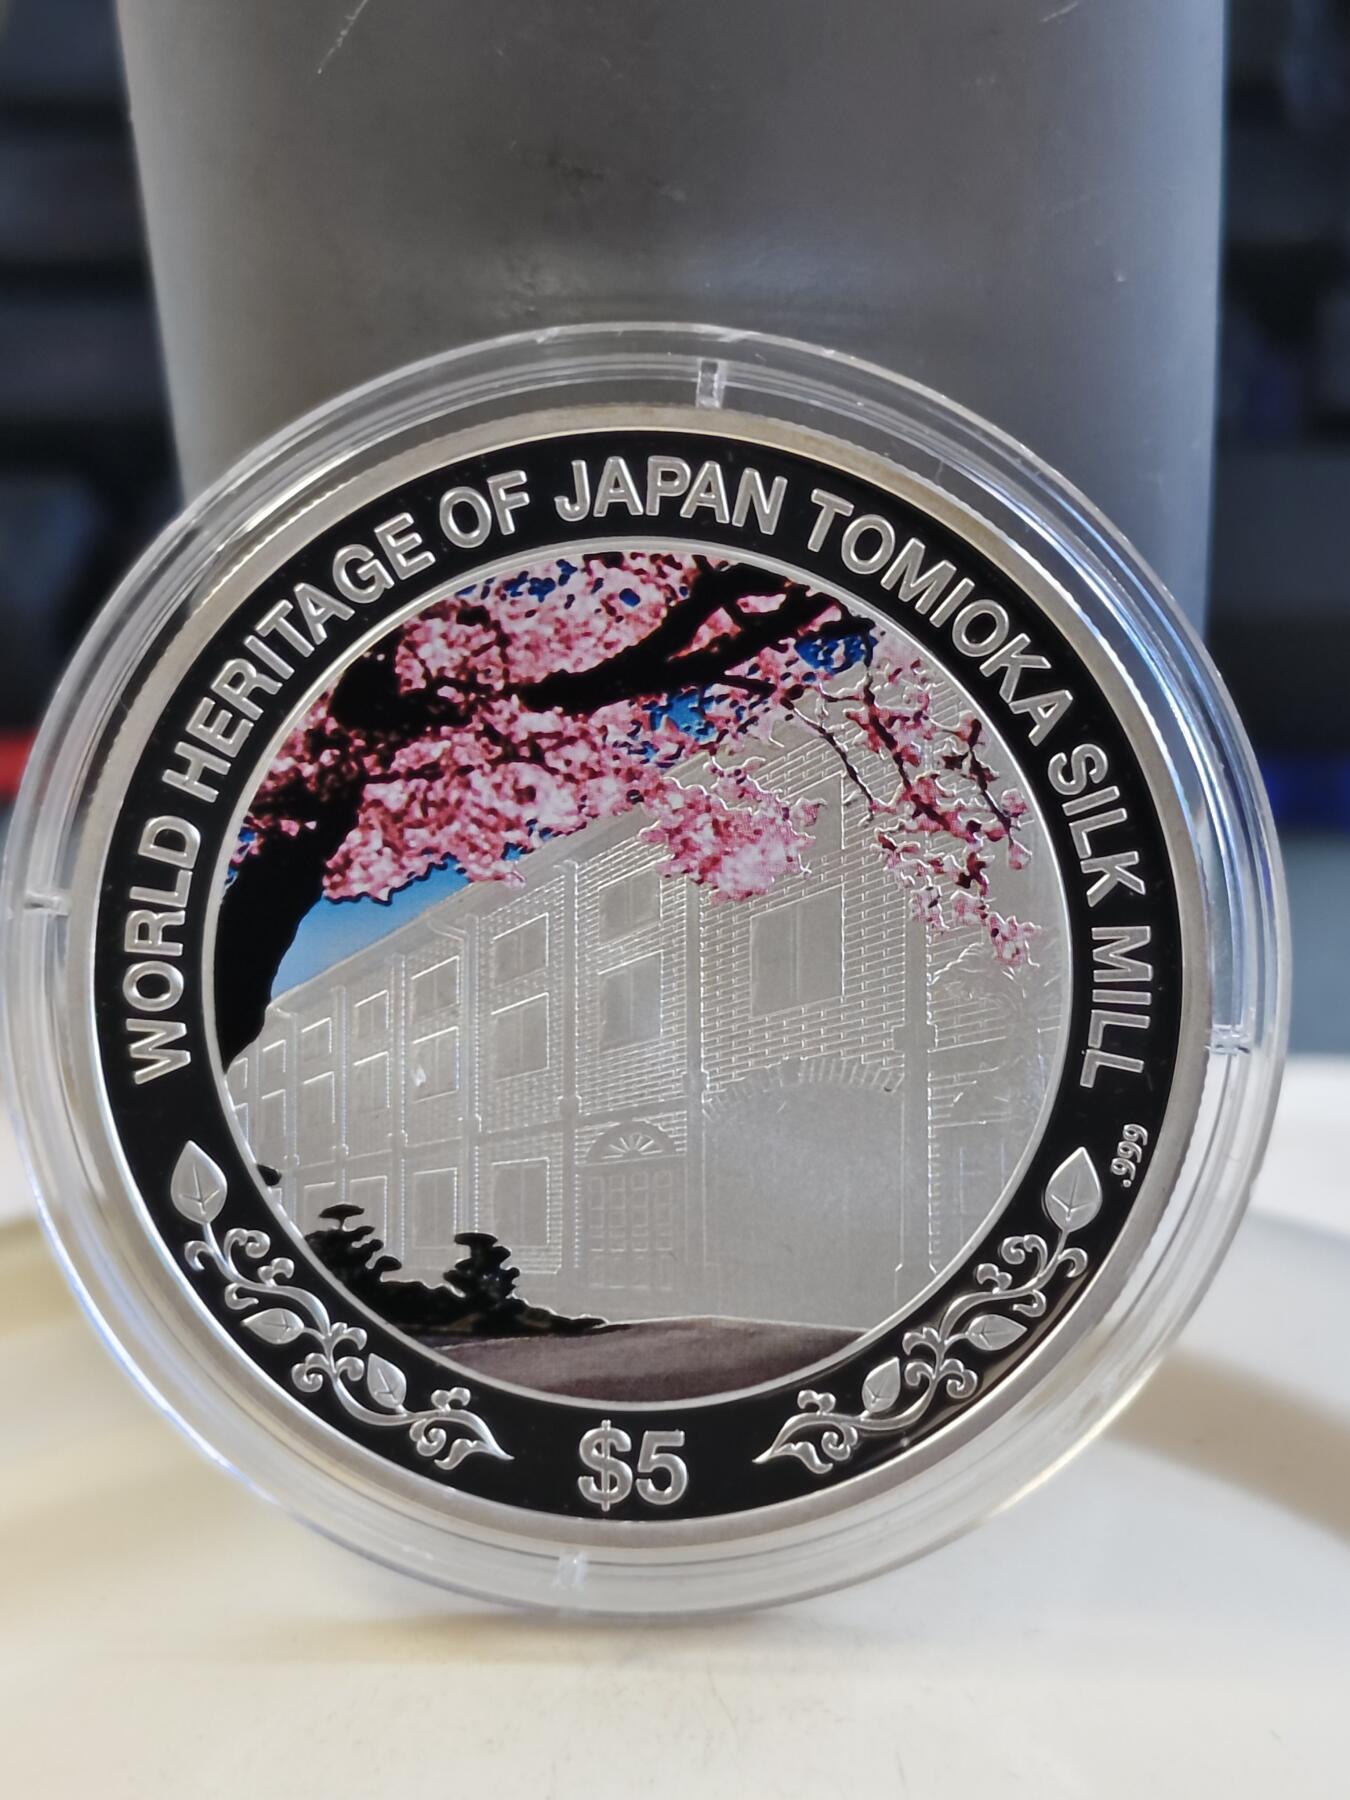 WORLD HERITAGE OF JAPAN TOMIOKA SILK MILL
.999
$5